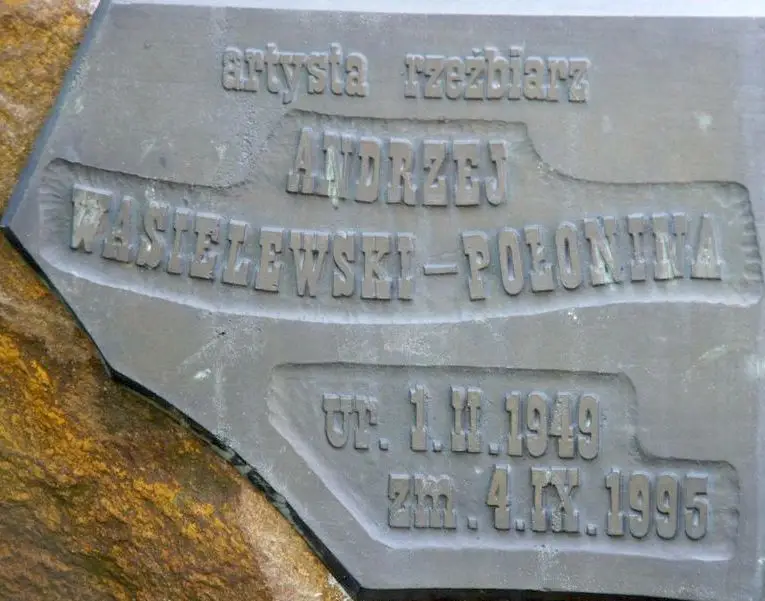 artysta rzeźbiarz
ANDRZEJ
WASIELEWSKI-POŁONINA
ur. 1.II.1949
zm. 4.IX.1995